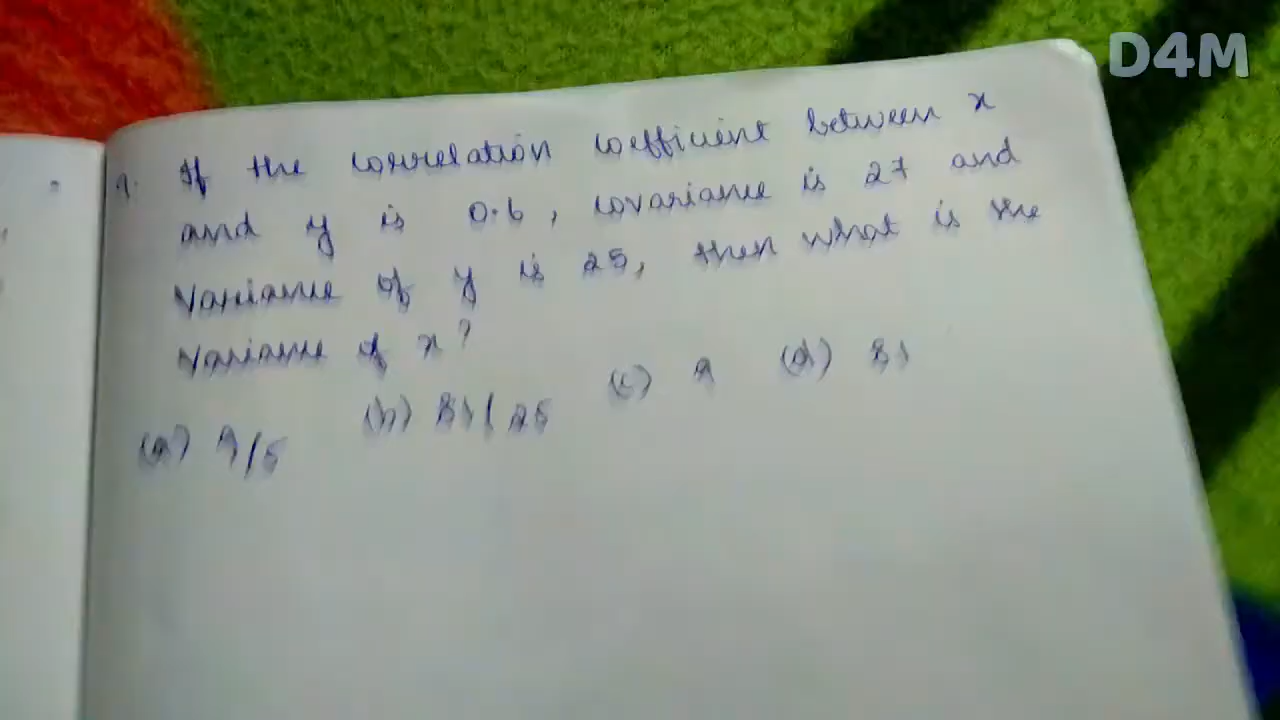 D4M
9. If the correlation coefficient between x
and y is 0.6, covariance is 27 and
variance of y is 25, then what is the
variance of x?
(a) 9/5 (b) 81/25 (c) 9 (d) 81